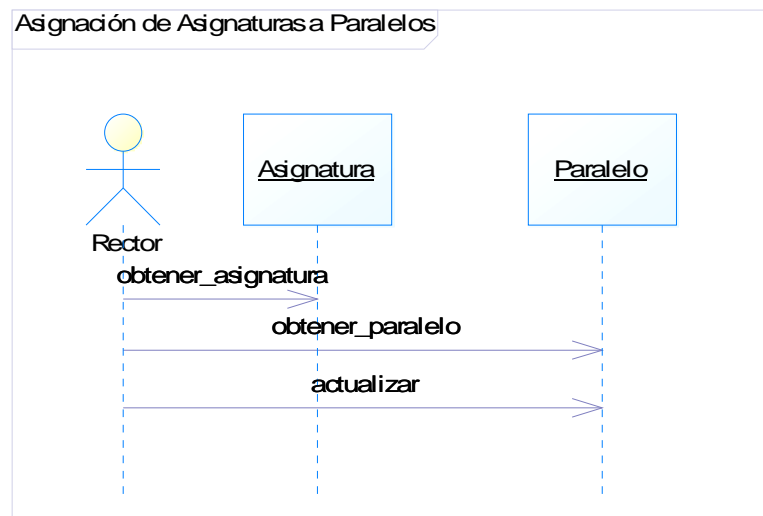 Asignación de Asignaturas a Paralelos
Asignatura
Paralelo
Rector
obtener_asignatura
obtener_paralelo
actualizar